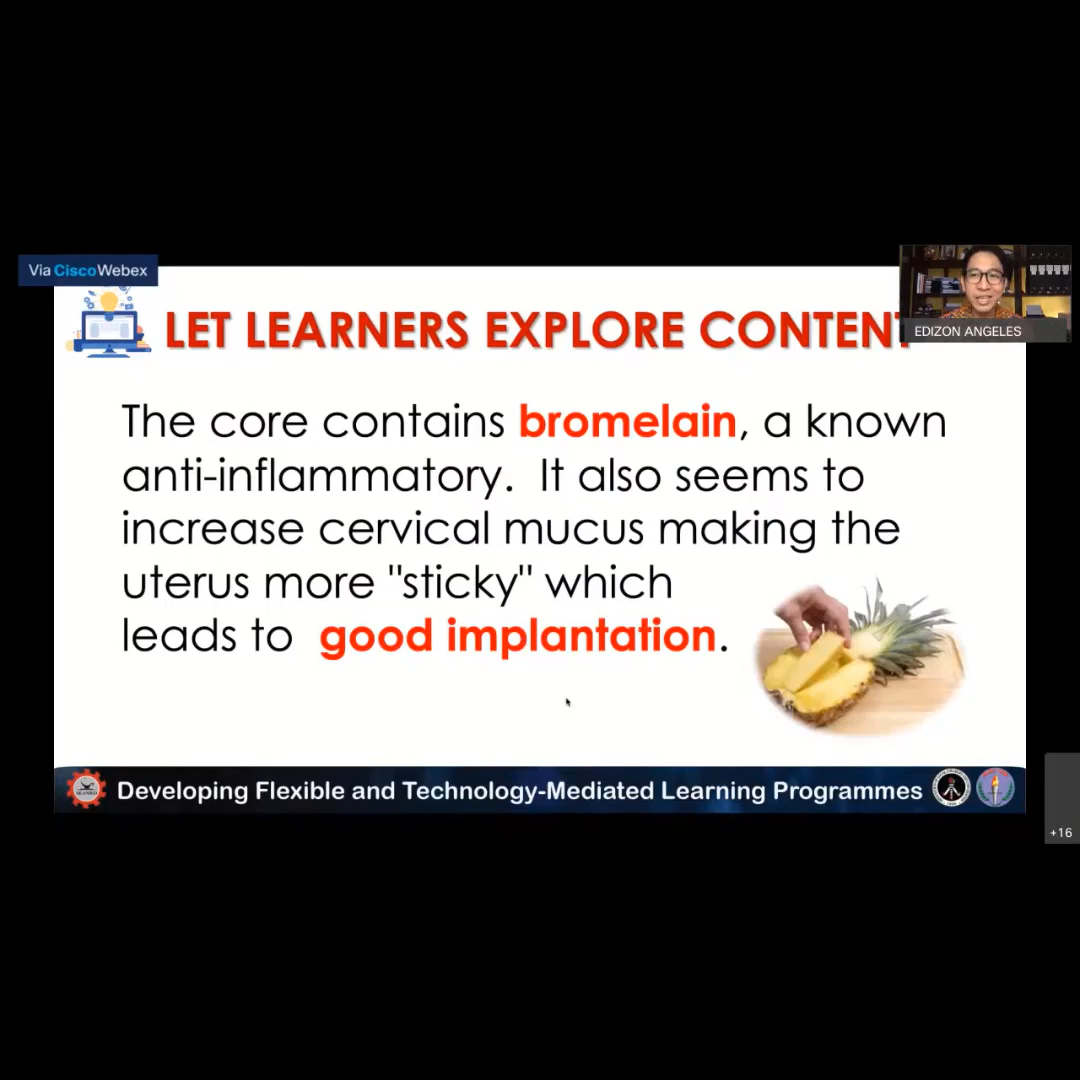 Via CiscoWebex
LET LEARNERS EXPLORE CONTENT
EDIZON ANGELES
The core contains bromelain, a known
anti-inflammatory.  It also seems to
increase cervical mucus making the
uterus more "sticky" which
leads to  good implantation.
Developing Flexible and Technology-Mediated Learning Programmes
+16